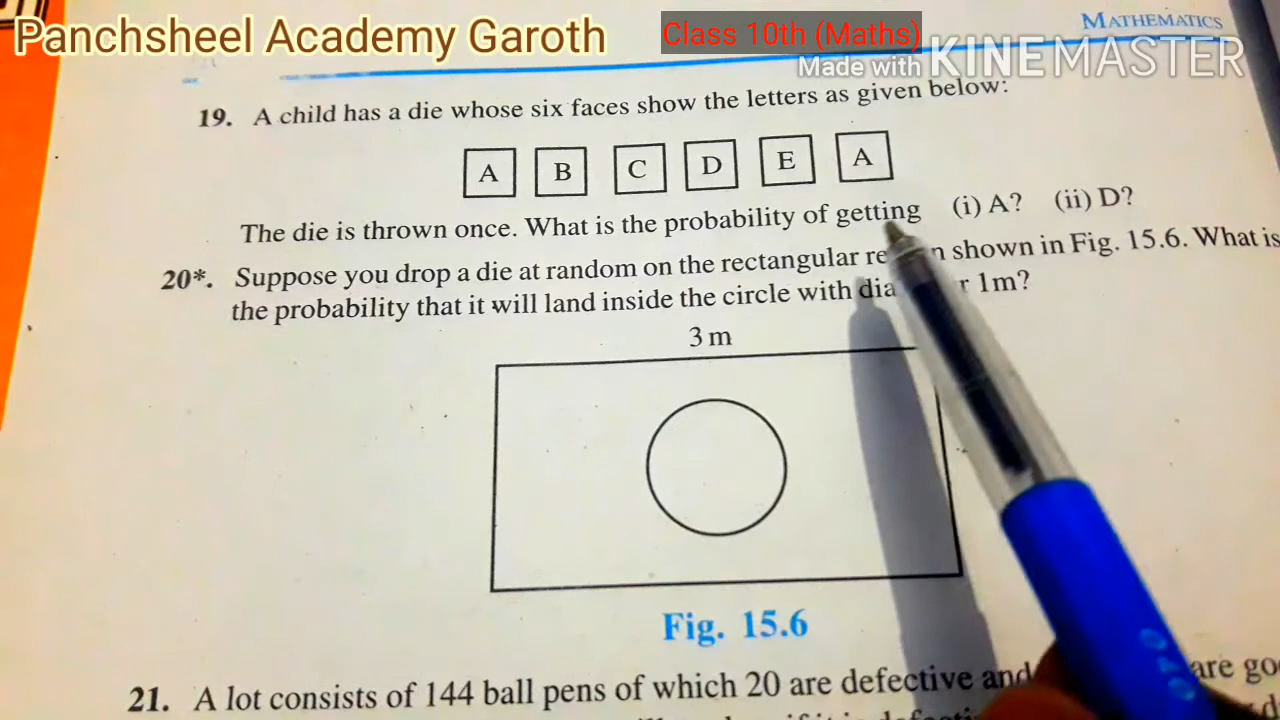 Panchsheel Academy Garoth
Class 10th (Maths)
MATHEMATICS
Made with KINEMASTER
19. A child has a die whose six faces show the letters as given below:
A B C D E A
The die is thrown once. What is the probability of getting (i) A? (ii) D?
20*. Suppose you drop a die at random on the rectangular shown in Fig. 15.6. What is
the probability that it will land inside the circle with 1m?
3 m
Fig. 15.6
21. A lot consists of 144 ball pens of which 20 are defective and are